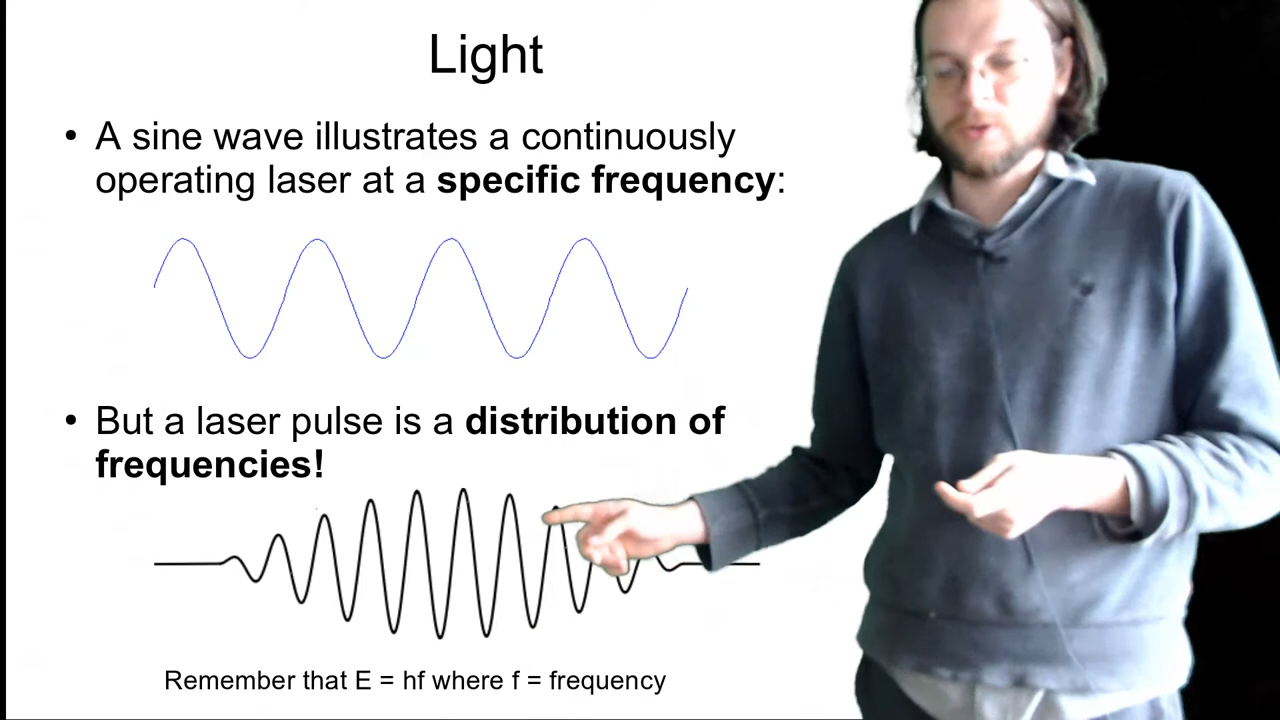 Light
• A sine wave illustrates a continuously
operating laser at a specific frequency:
• But a laser pulse is a distribution of
frequencies!
Remember that E = hf where f = frequency